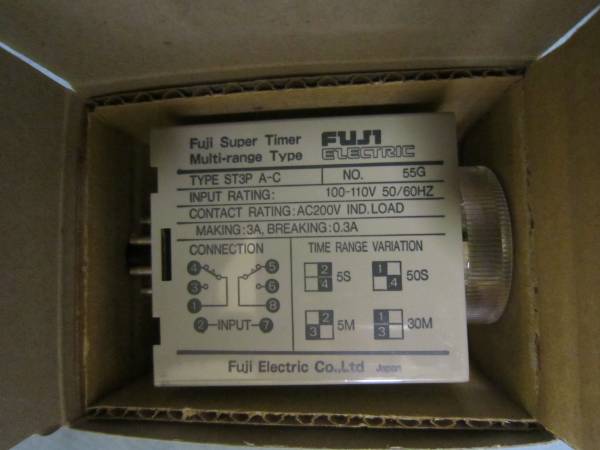 Fuji Super Timer FUJI
Multi-range Type ELECTRIC
TYPE ST3P A-C NO. 55G
INPUT RATING: 100-110V 50/60HZ
CONTACT RATING:AC200V IND.LOAD
MAKING:3A, BREAKING:0.3A
CONNECTION TIME RANGE VARIATION
4 5
3 6
1 8
2 INPUT 7
2 4 5S
1 4 50S
2 3 5M
1 3 30M
Fuji Electric Co.,Ltd Japan